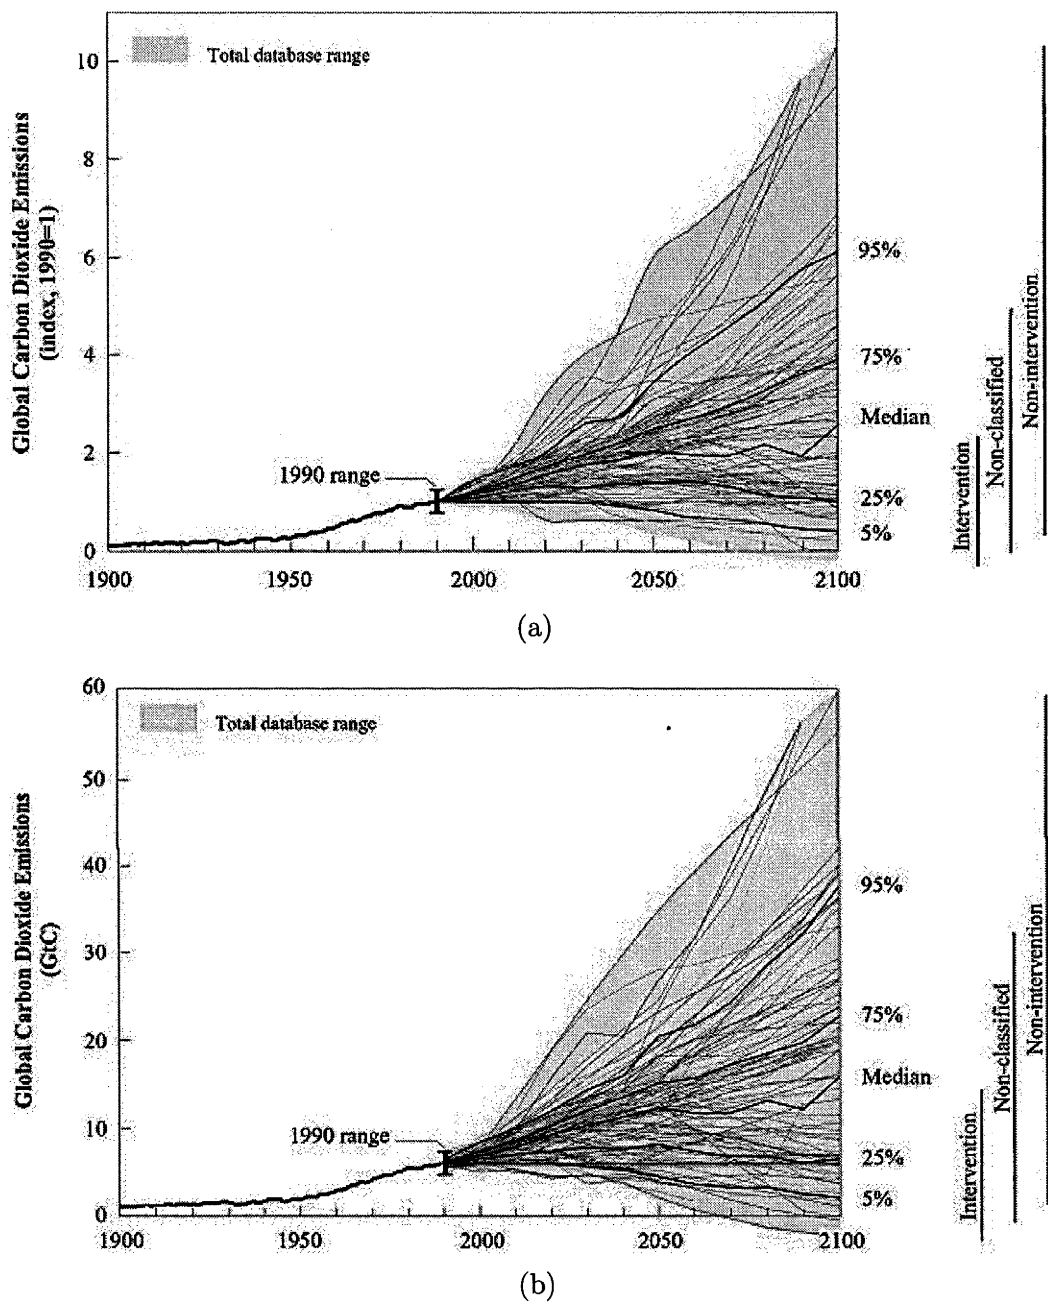 Global Carbon Dioxide Emissions
(index, 1990=1)
Total database range
10
8
6
4
2
0
1990 range
1900
1950
2000
2050
2100
95%
75%
Median
25%
5%
Intervention
Non-classified
Non-intervention
(a)
Global Carbon Dioxide Emissions
(GtC)
Total database range
60
50
40
30
20
10
0
1990 range
1900
1950
2000
2050
2100
95%
75%
Median
25%
5%
Intervention
Non-classified
Non-intervention
(b)